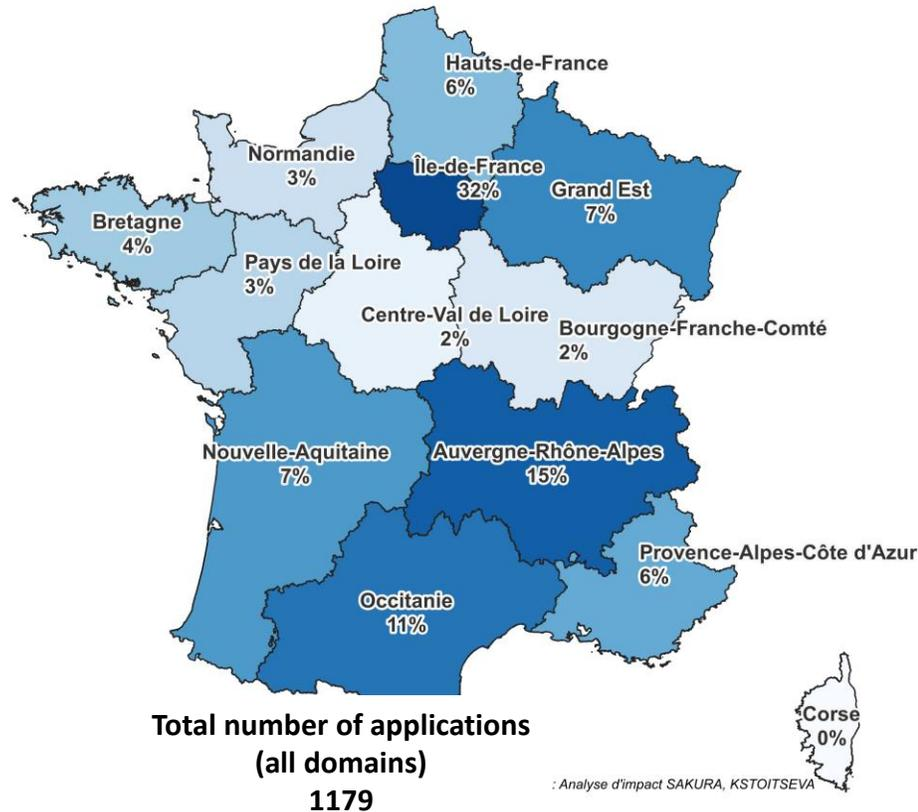 Hauts-de-France
6%
Normandie
3%
Île-de-France
32%
Grand Est
7%
Bretagne
4%
Pays de la Loire
3%
Centre-Val de Loire
2%
Bourgogne-Franche-Comté
2%
Nouvelle-Aquitaine
7%
Auvergne-Rhône-Alpes
15%
Provence-Alpes-Côte d'Azur
6%
Occitanie
11%
Corse
0%
Total number of applications
(all domains)
1179
: Analyse d'impact SAKURA, KSTOITSEVA